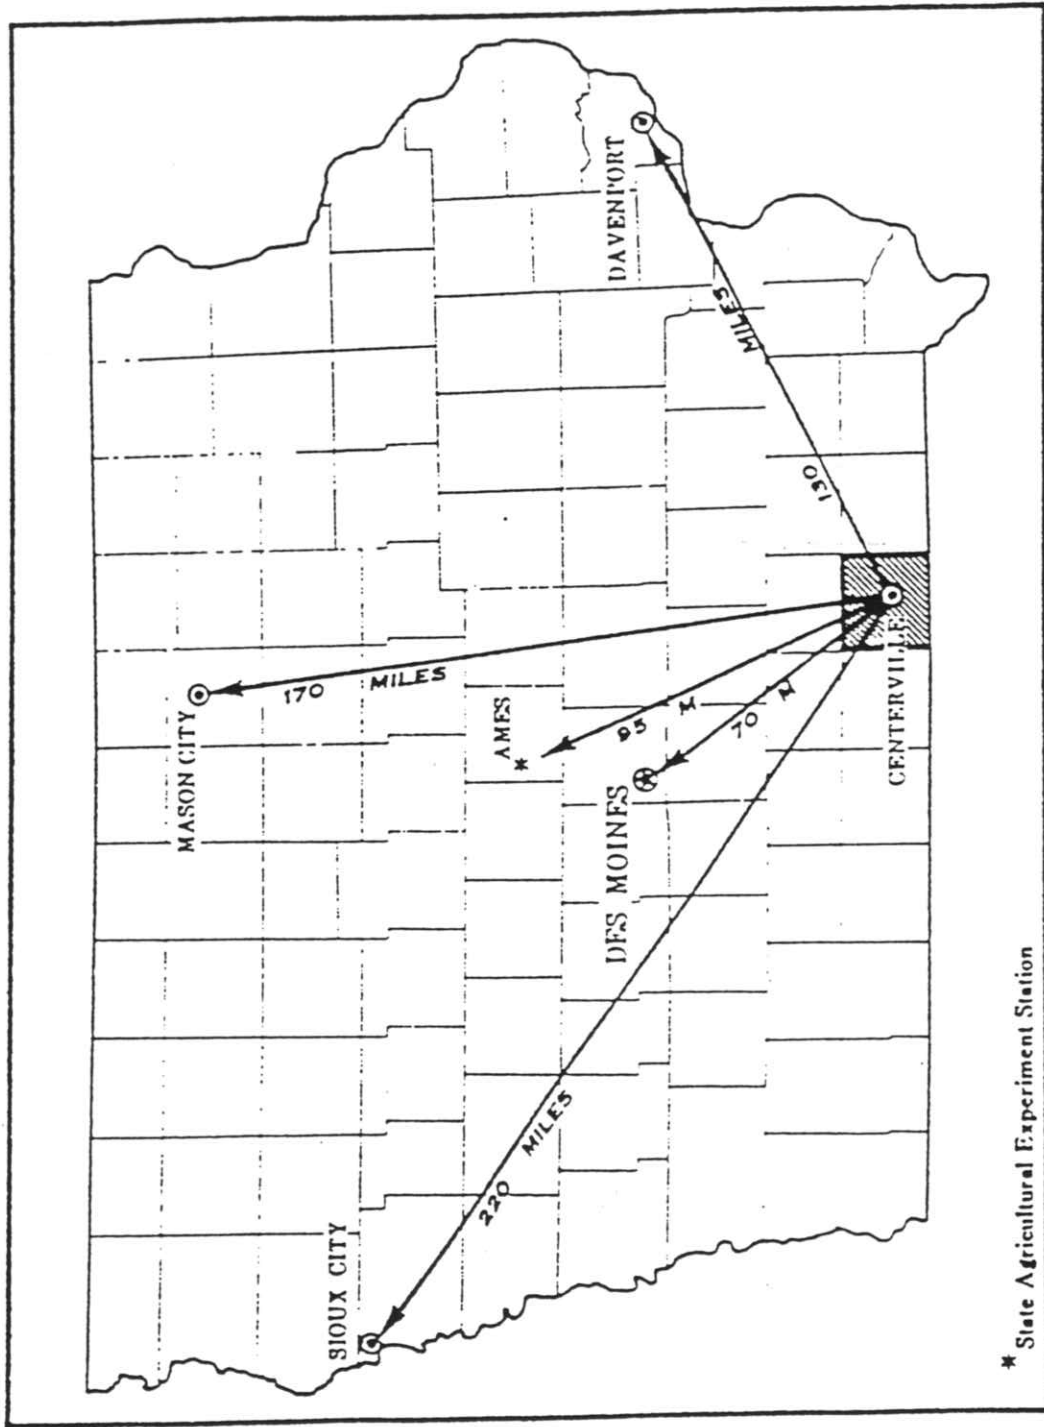 MASON CITY
170 MILES
SIOUX CITY
220 MILES
AMES
*
95 M
DES MOINES
70 M
DAVENPORT
130 MILES
CENTERVILLE
* State Agricultural Experiment Station